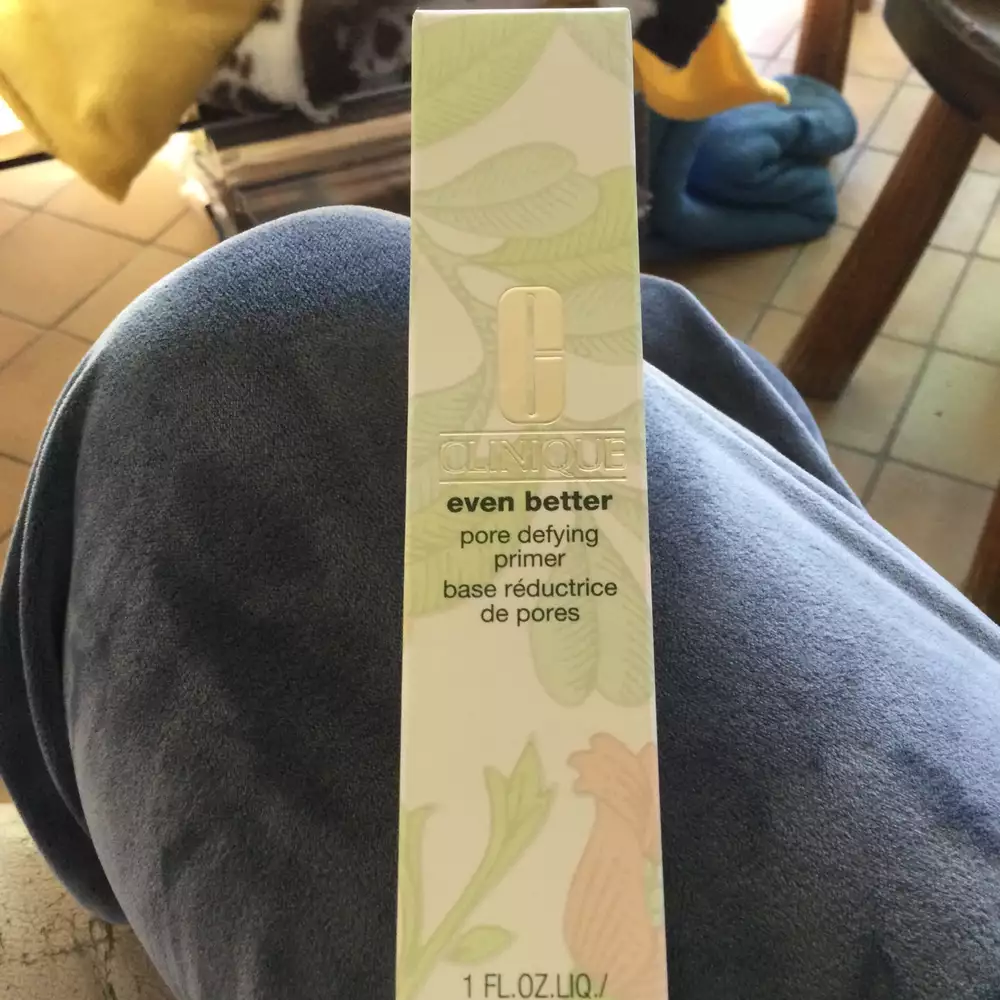 C
CLINIQUE
even better
pore defying
primer
base réductrice
de pores
1 FL.OZ.LIQ./